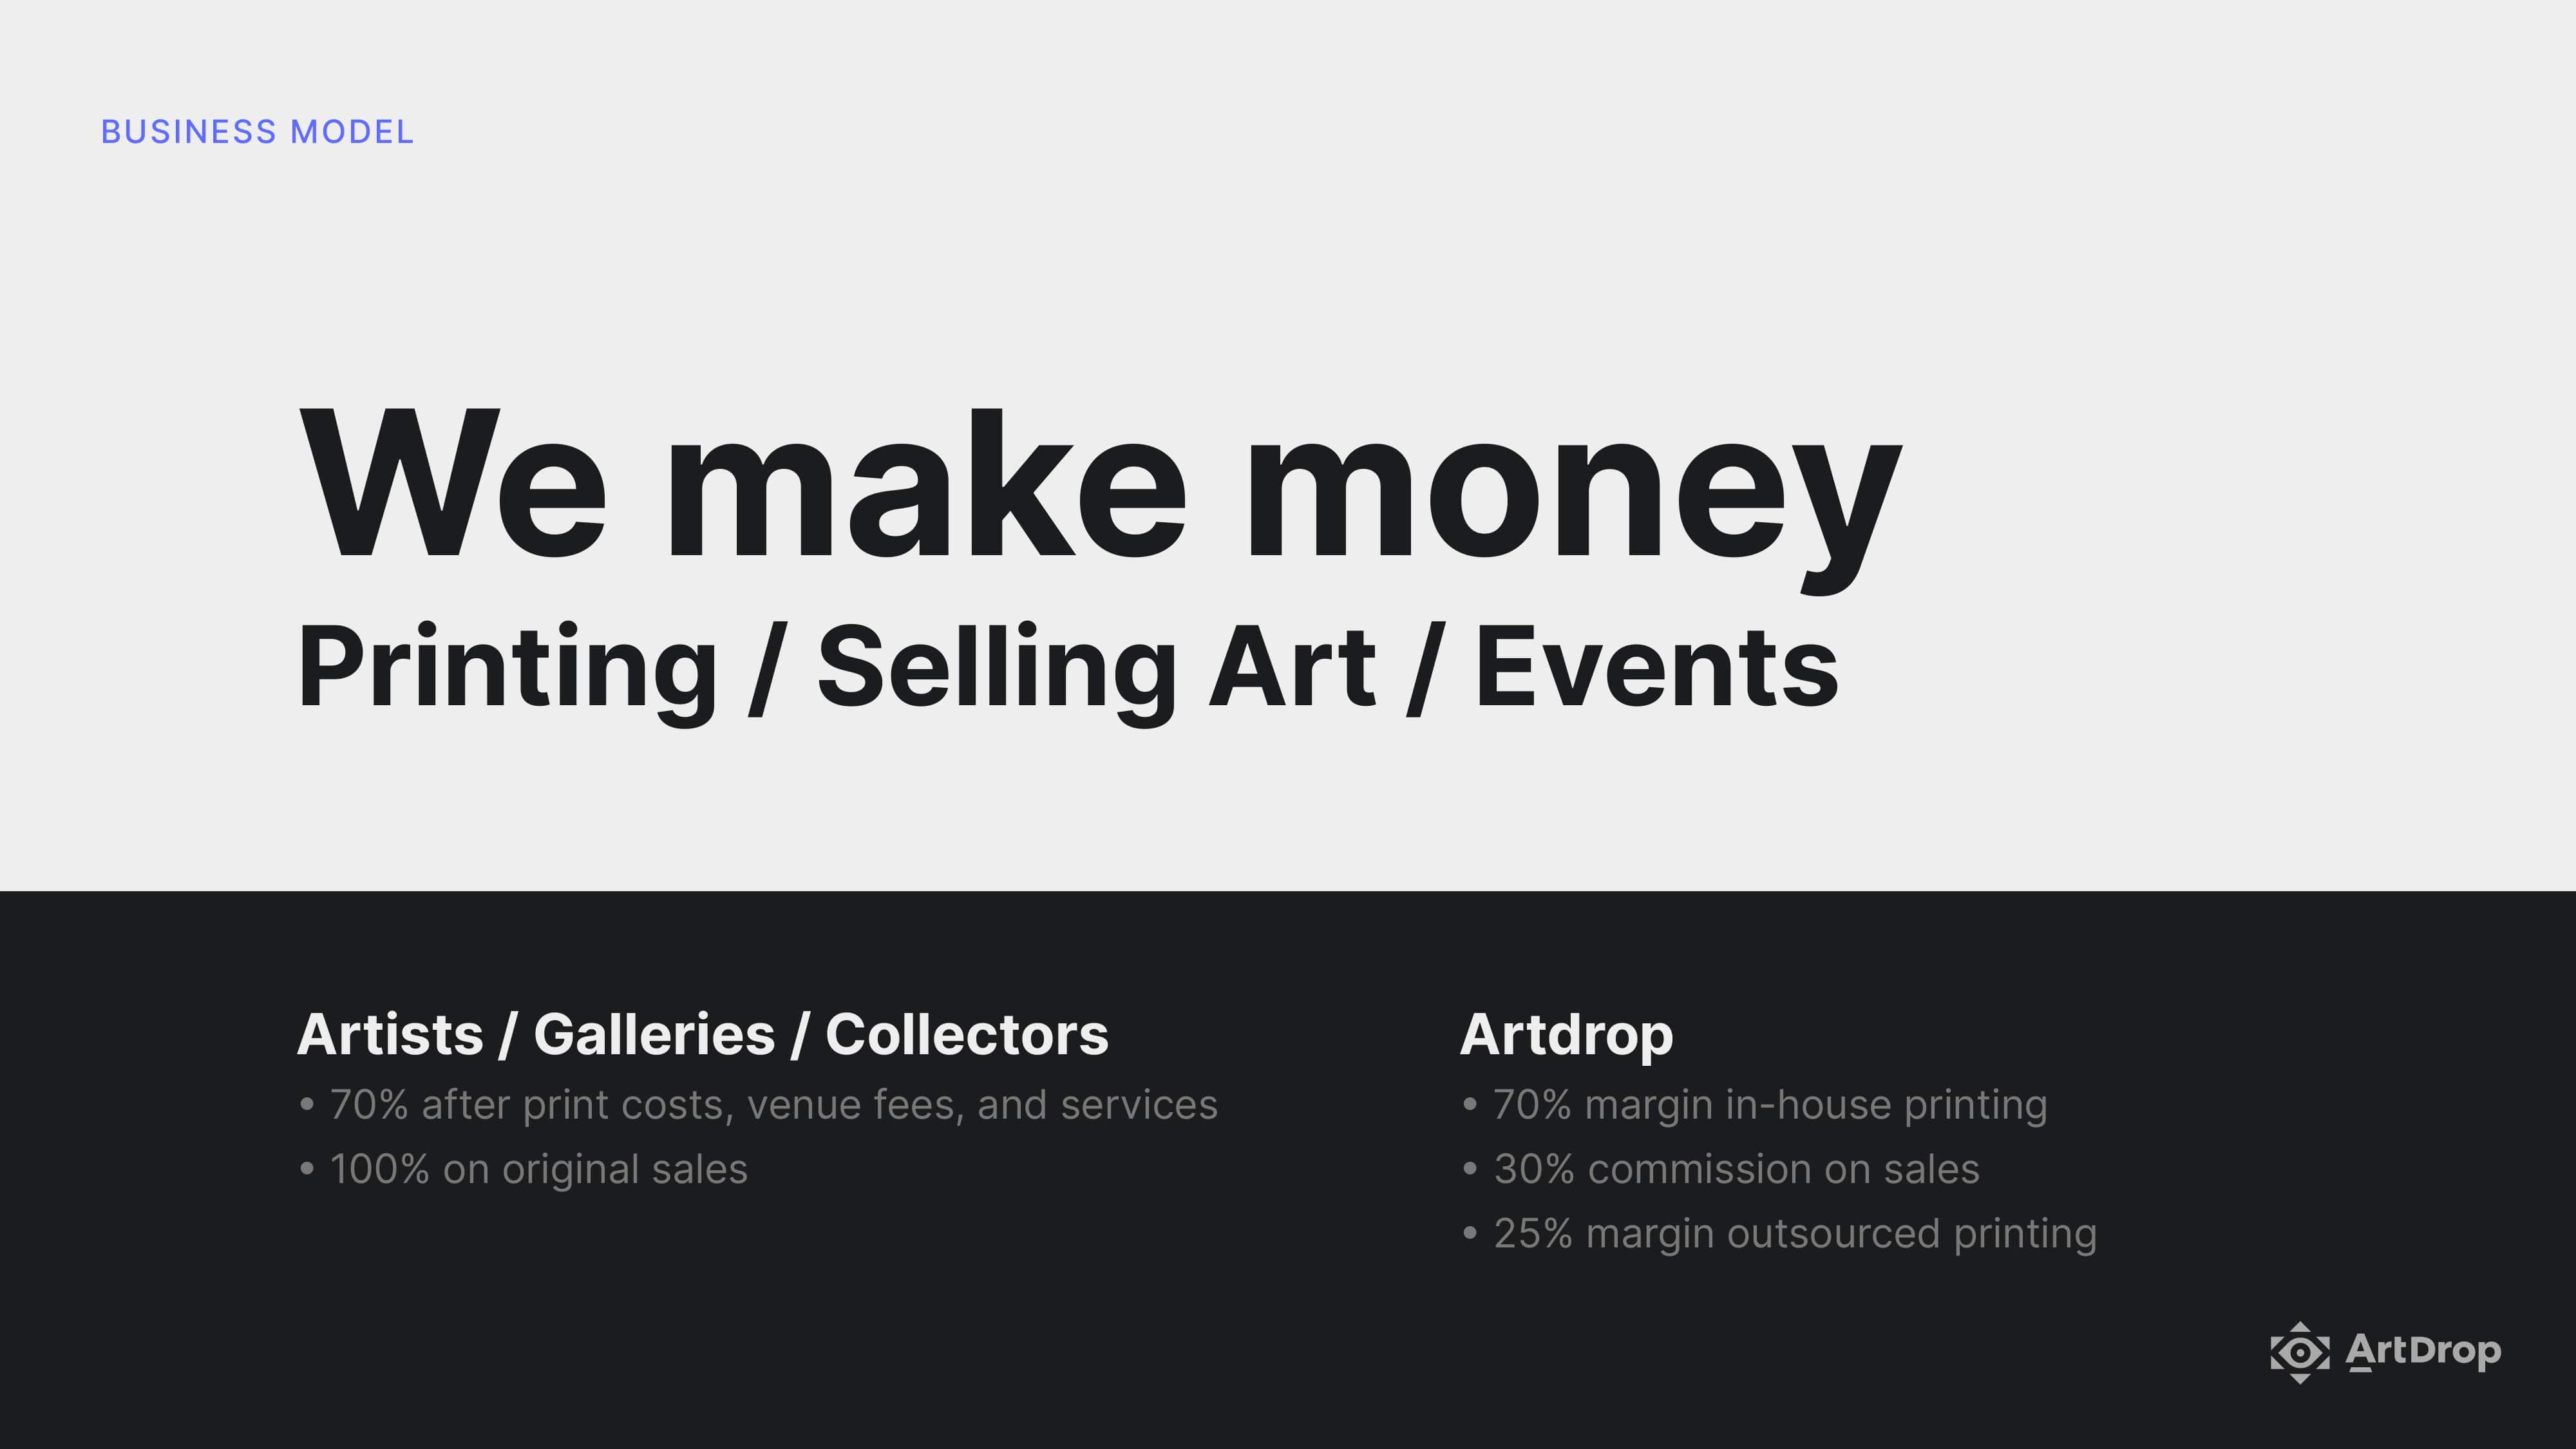 BUSINESS MODEL
We make money
Printing / Selling Art / Events
Artists / Galleries / Collectors
• 70% after print costs, venue fees, and services
• 100% on original sales
Artdrop
• 70% margin in-house printing
• 30% commission on sales
• 25% margin outsourced printing
ArtDrop